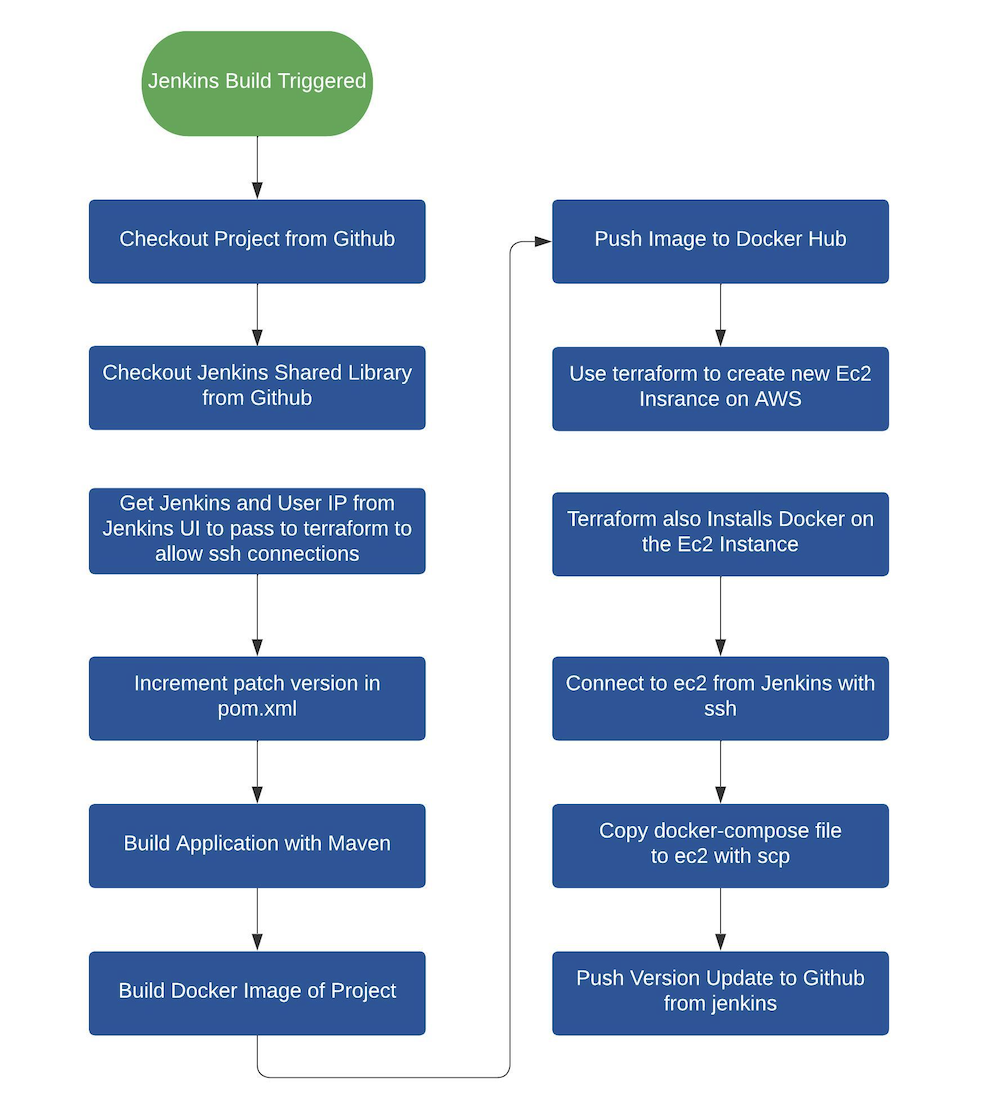 Jenkins Build Triggered
Checkout Project from Github
Checkout Jenkins Shared Library
from Github
Get Jenkins and User IP from
Jenkins UI to pass to terraform to
allow ssh connections
Increment patch version in
pom.xml
Build Application with Maven
Build Docker Image of Project
Push Image to Docker Hub
Use terraform to create new Ec2
Insrance on AWS
Terraform also Installs Docker on
the Ec2 Instance
Connect to ec2 from Jenkins with
ssh
Copy docker-compose file
to ec2 with scp
Push Version Update to Github
from jenkins